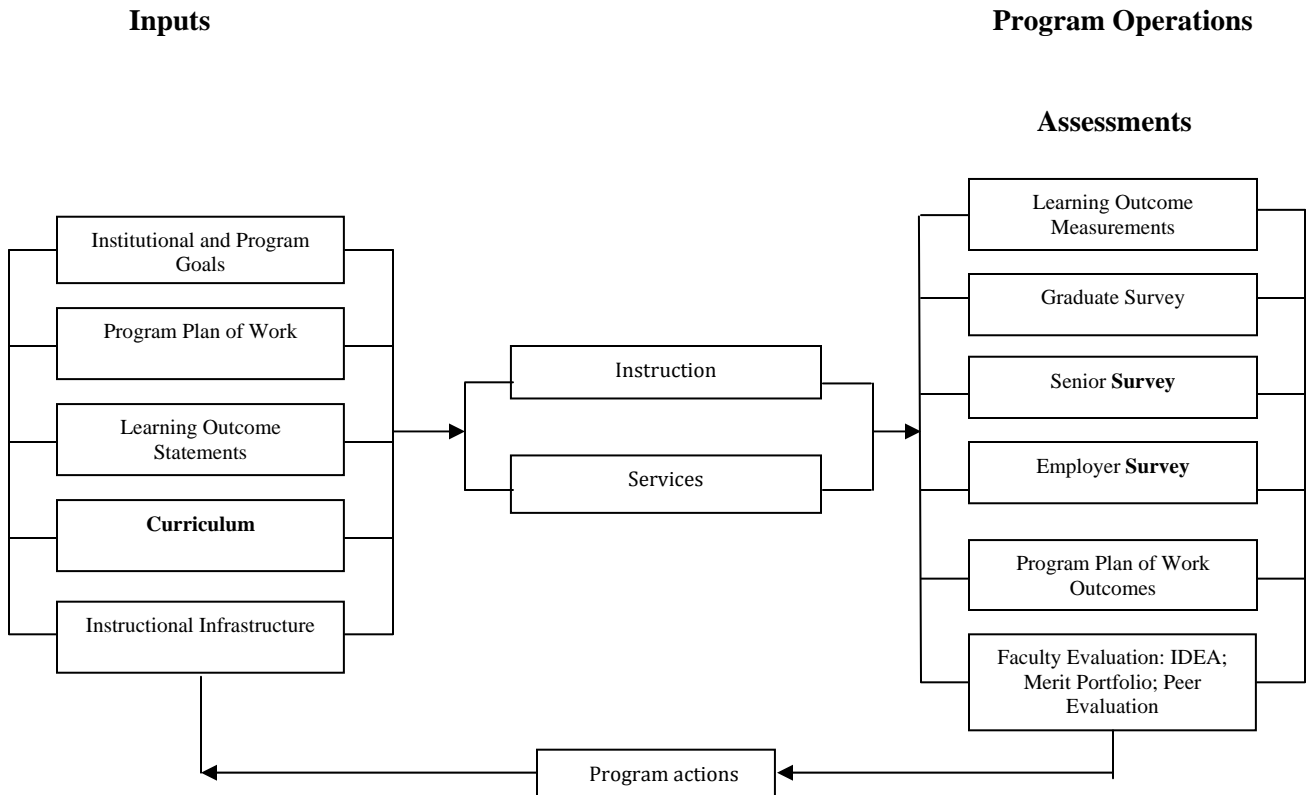 Inputs
Program Operations
Assessments
Institutional and Program
Goals
Program Plan of Work
Learning Outcome
Statements
Curriculum
Instructional Infrastructure
Instruction
Services
Learning Outcome
Measurements
Graduate Survey
Senior Survey
Employer Survey
Program Plan of Work
Outcomes
Faculty Evaluation: IDEA;
Merit Portfolio; Peer
Evaluation
Program actions